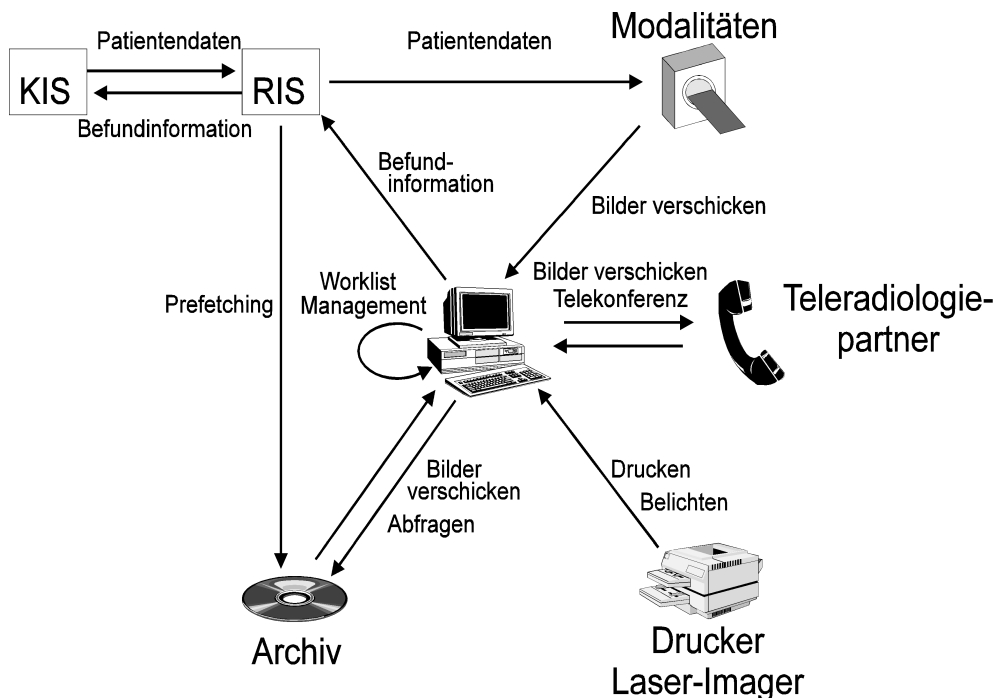 Modalitäten
Patientendaten
Patientendaten
KIS
RIS
Befundinformation
Befund-
information
Bilder verschicken
Worklist
Management
Bilder verschicken
Telekonferenz
Prefetching
Teleradiologie-
partner
Bilder
verschicken
Abfragen
Drucken
Belichten
Archiv
Drucker
Laser-Imager